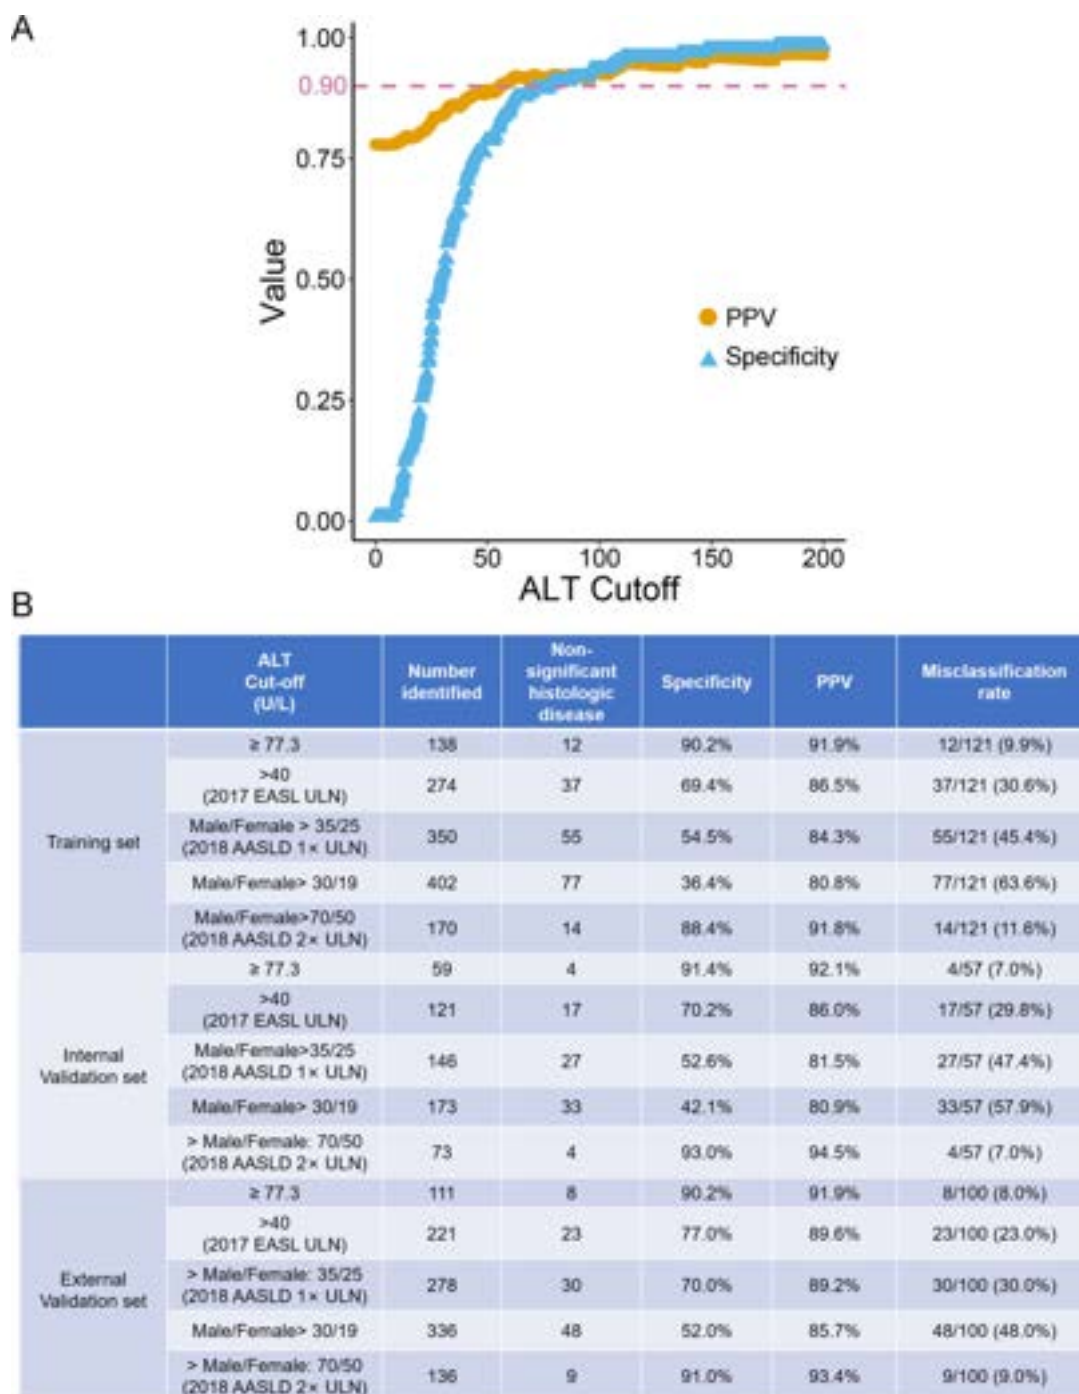 A
1.00
0.90
0.75
0.50
0.25
0.00
Value
PPV
Specificity
0 50 100 150 200
ALT Cutoff
B
ALT Cut-off (U/L) Number identified Non-significant histologic disease Specificity PPV Misclassification rate
Training set
≥ 77.3 138 12 90.2% 91.9% 12/121 (9.9%)
>40 (2017 EASL ULN) 274 37 69.4% 86.5% 37/121 (30.6%)
Male/Female > 35/25 (2018 AASLD 1× ULN) 350 55 54.5% 84.3% 55/121 (45.4%)
Male/Female> 30/19 402 77 36.4% 80.8% 77/121 (63.6%)
Male/Female>70/50 (2018 AASLD 2× ULN) 170 14 88.4% 91.8% 14/121 (11.6%)
Internal Validation set
≥ 77.3 59 4 91.4% 92.1% 4/57 (7.0%)
>40 (2017 EASL ULN) 121 17 70.2% 86.0% 17/57 (29.8%)
Male/Female>35/25 (2018 AASLD 1× ULN) 146 27 52.6% 81.5% 27/57 (47.4%)
Male/Female> 30/19 173 33 42.1% 80.9% 33/57 (57.9%)
> Male/Female: 70/50 (2018 AASLD 2× ULN) 73 4 93.0% 94.5% 4/57 (7.0%)
External Validation set
≥ 77.3 111 8 90.2% 91.9% 8/100 (8.0%)
>40 (2017 EASL ULN) 221 23 77.0% 89.6% 23/100 (23.0%)
> Male/Female: 35/25 (2018 AASLD 1× ULN) 278 30 70.0% 89.2% 30/100 (30.0%)
Male/Female> 30/19 336 48 52.0% 85.7% 48/100 (48.0%)
> Male/Female: 70/50 (2018 AASLD 2× ULN) 136 9 91.0% 93.4% 9/100 (9.0%)